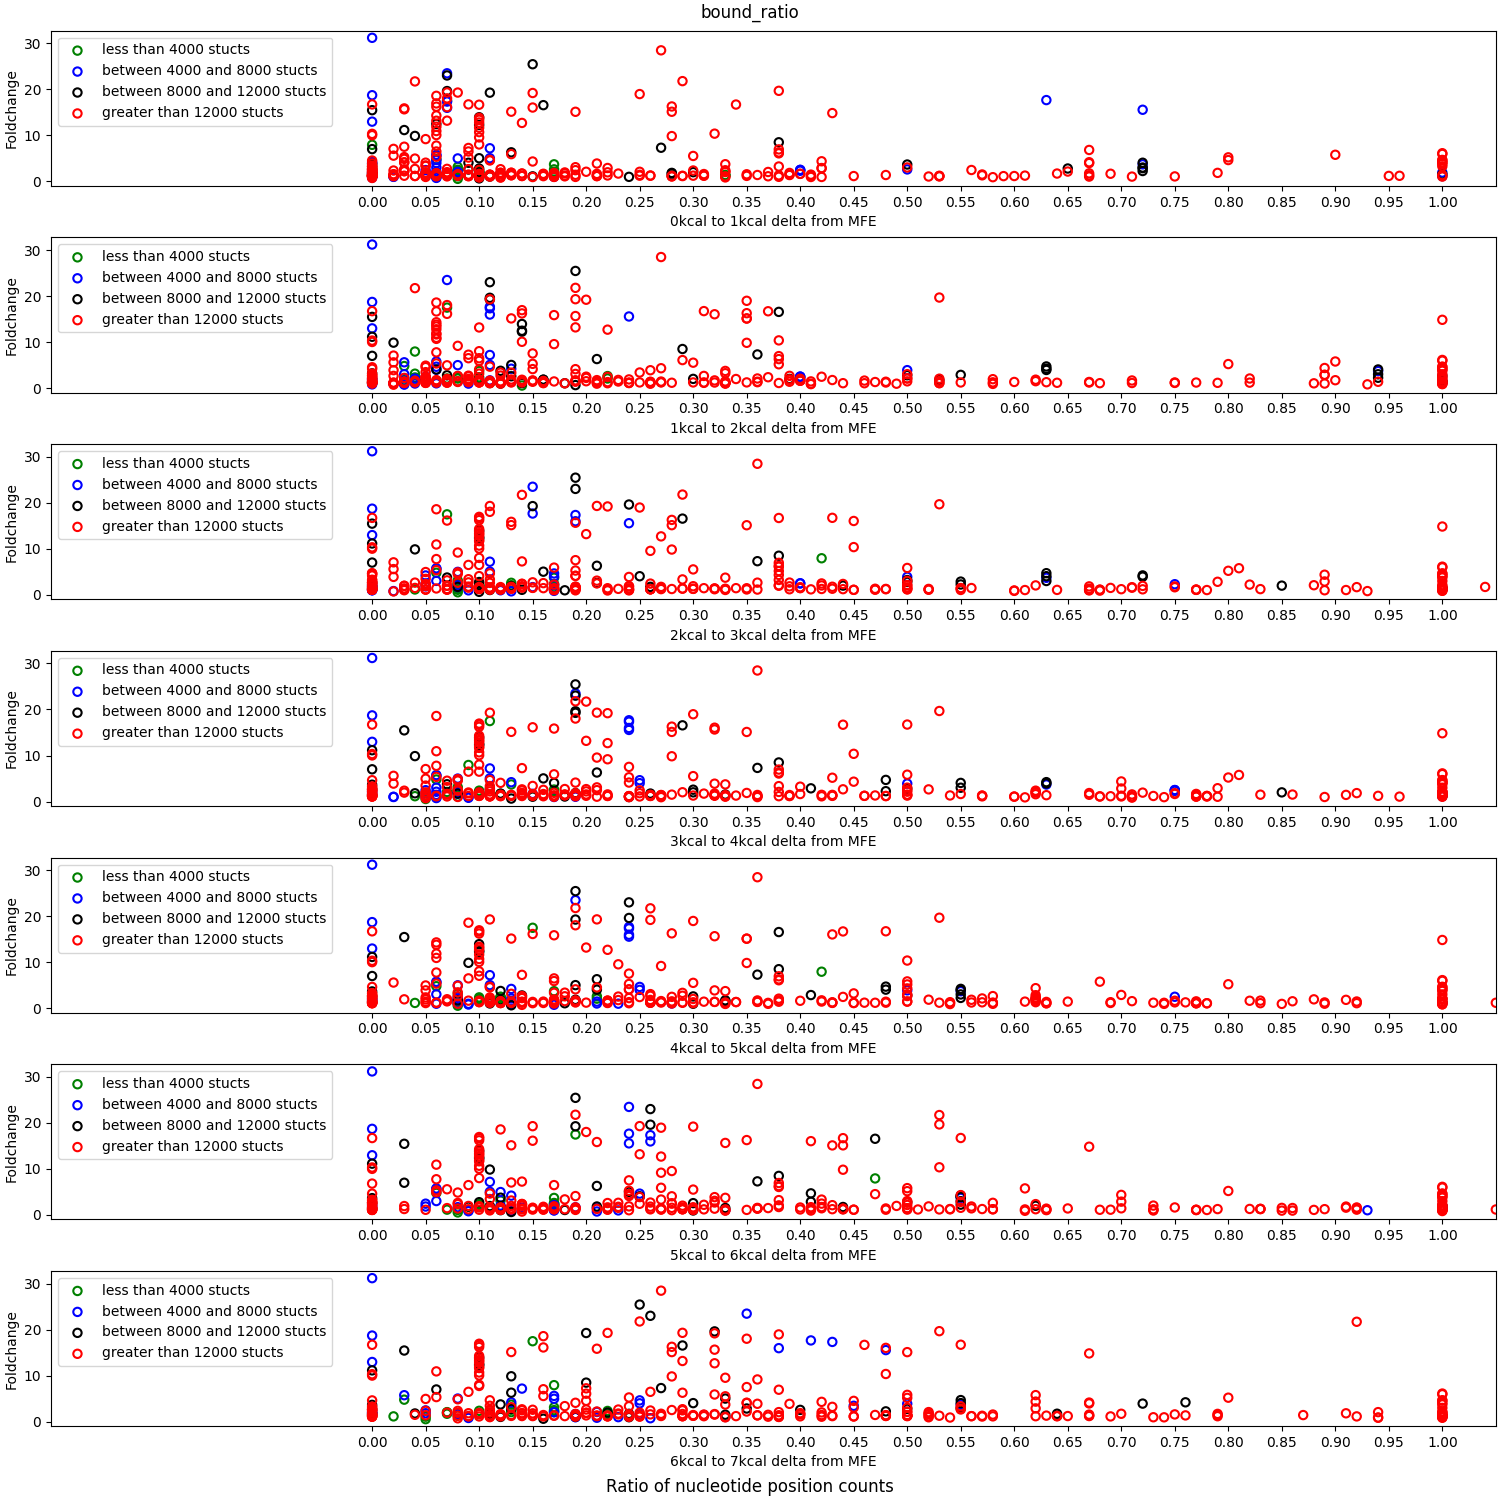 bound_ratio
less than 4000 stucts
between 4000 and 8000 stucts
between 8000 and 12000 stucts
greater than 12000 stucts
Foldchange
30
20
10
0
0.00 0.05 0.10 0.15 0.20 0.25 0.30 0.35 0.40 0.45 0.50 0.55 0.60 0.65 0.70 0.75 0.80 0.85 0.90 0.95 1.00
0kcal to 1kcal delta from MFE
less than 4000 stucts
between 4000 and 8000 stucts
between 8000 and 12000 stucts
greater than 12000 stucts
Foldchange
30
20
10
0
0.00 0.05 0.10 0.15 0.20 0.25 0.30 0.35 0.40 0.45 0.50 0.55 0.60 0.65 0.70 0.75 0.80 0.85 0.90 0.95 1.00
1kcal to 2kcal delta from MFE
less than 4000 stucts
between 4000 and 8000 stucts
between 8000 and 12000 stucts
greater than 12000 stucts
Foldchange
30
20
10
0
0.00 0.05 0.10 0.15 0.20 0.25 0.30 0.35 0.40 0.45 0.50 0.55 0.60 0.65 0.70 0.75 0.80 0.85 0.90 0.95 1.00
2kcal to 3kcal delta from MFE
less than 4000 stucts
between 4000 and 8000 stucts
between 8000 and 12000 stucts
greater than 12000 stucts
Foldchange
30
20
10
0
0.00 0.05 0.10 0.15 0.20 0.25 0.30 0.35 0.40 0.45 0.50 0.55 0.60 0.65 0.70 0.75 0.80 0.85 0.90 0.95 1.00
3kcal to 4kcal delta from MFE
less than 4000 stucts
between 4000 and 8000 stucts
between 8000 and 12000 stucts
greater than 12000 stucts
Foldchange
30
20
10
0
0.00 0.05 0.10 0.15 0.20 0.25 0.30 0.35 0.40 0.45 0.50 0.55 0.60 0.65 0.70 0.75 0.80 0.85 0.90 0.95 1.00
4kcal to 5kcal delta from MFE
less than 4000 stucts
between 4000 and 8000 stucts
between 8000 and 12000 stucts
greater than 12000 stucts
Foldchange
30
20
10
0
0.00 0.05 0.10 0.15 0.20 0.25 0.30 0.35 0.40 0.45 0.50 0.55 0.60 0.65 0.70 0.75 0.80 0.85 0.90 0.95 1.00
5kcal to 6kcal delta from MFE
less than 4000 stucts
between 4000 and 8000 stucts
between 8000 and 12000 stucts
greater than 12000 stucts
Foldchange
30
20
10
0
0.00 0.05 0.10 0.15 0.20 0.25 0.30 0.35 0.40 0.45 0.50 0.55 0.60 0.65 0.70 0.75 0.80 0.85 0.90 0.95 1.00
6kcal to 7kcal delta from MFE
Ratio of nucleotide position counts